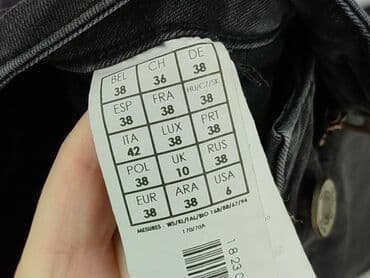 BEL 38 CH 36 DE 38
ESP 38 FRA 38 HU/CZ/SK 38
ITA 42 LUX 38 PRT 38
POL 38 UK 10 RUS 38
EUR 38 ARA 38 USA 6
170/70A